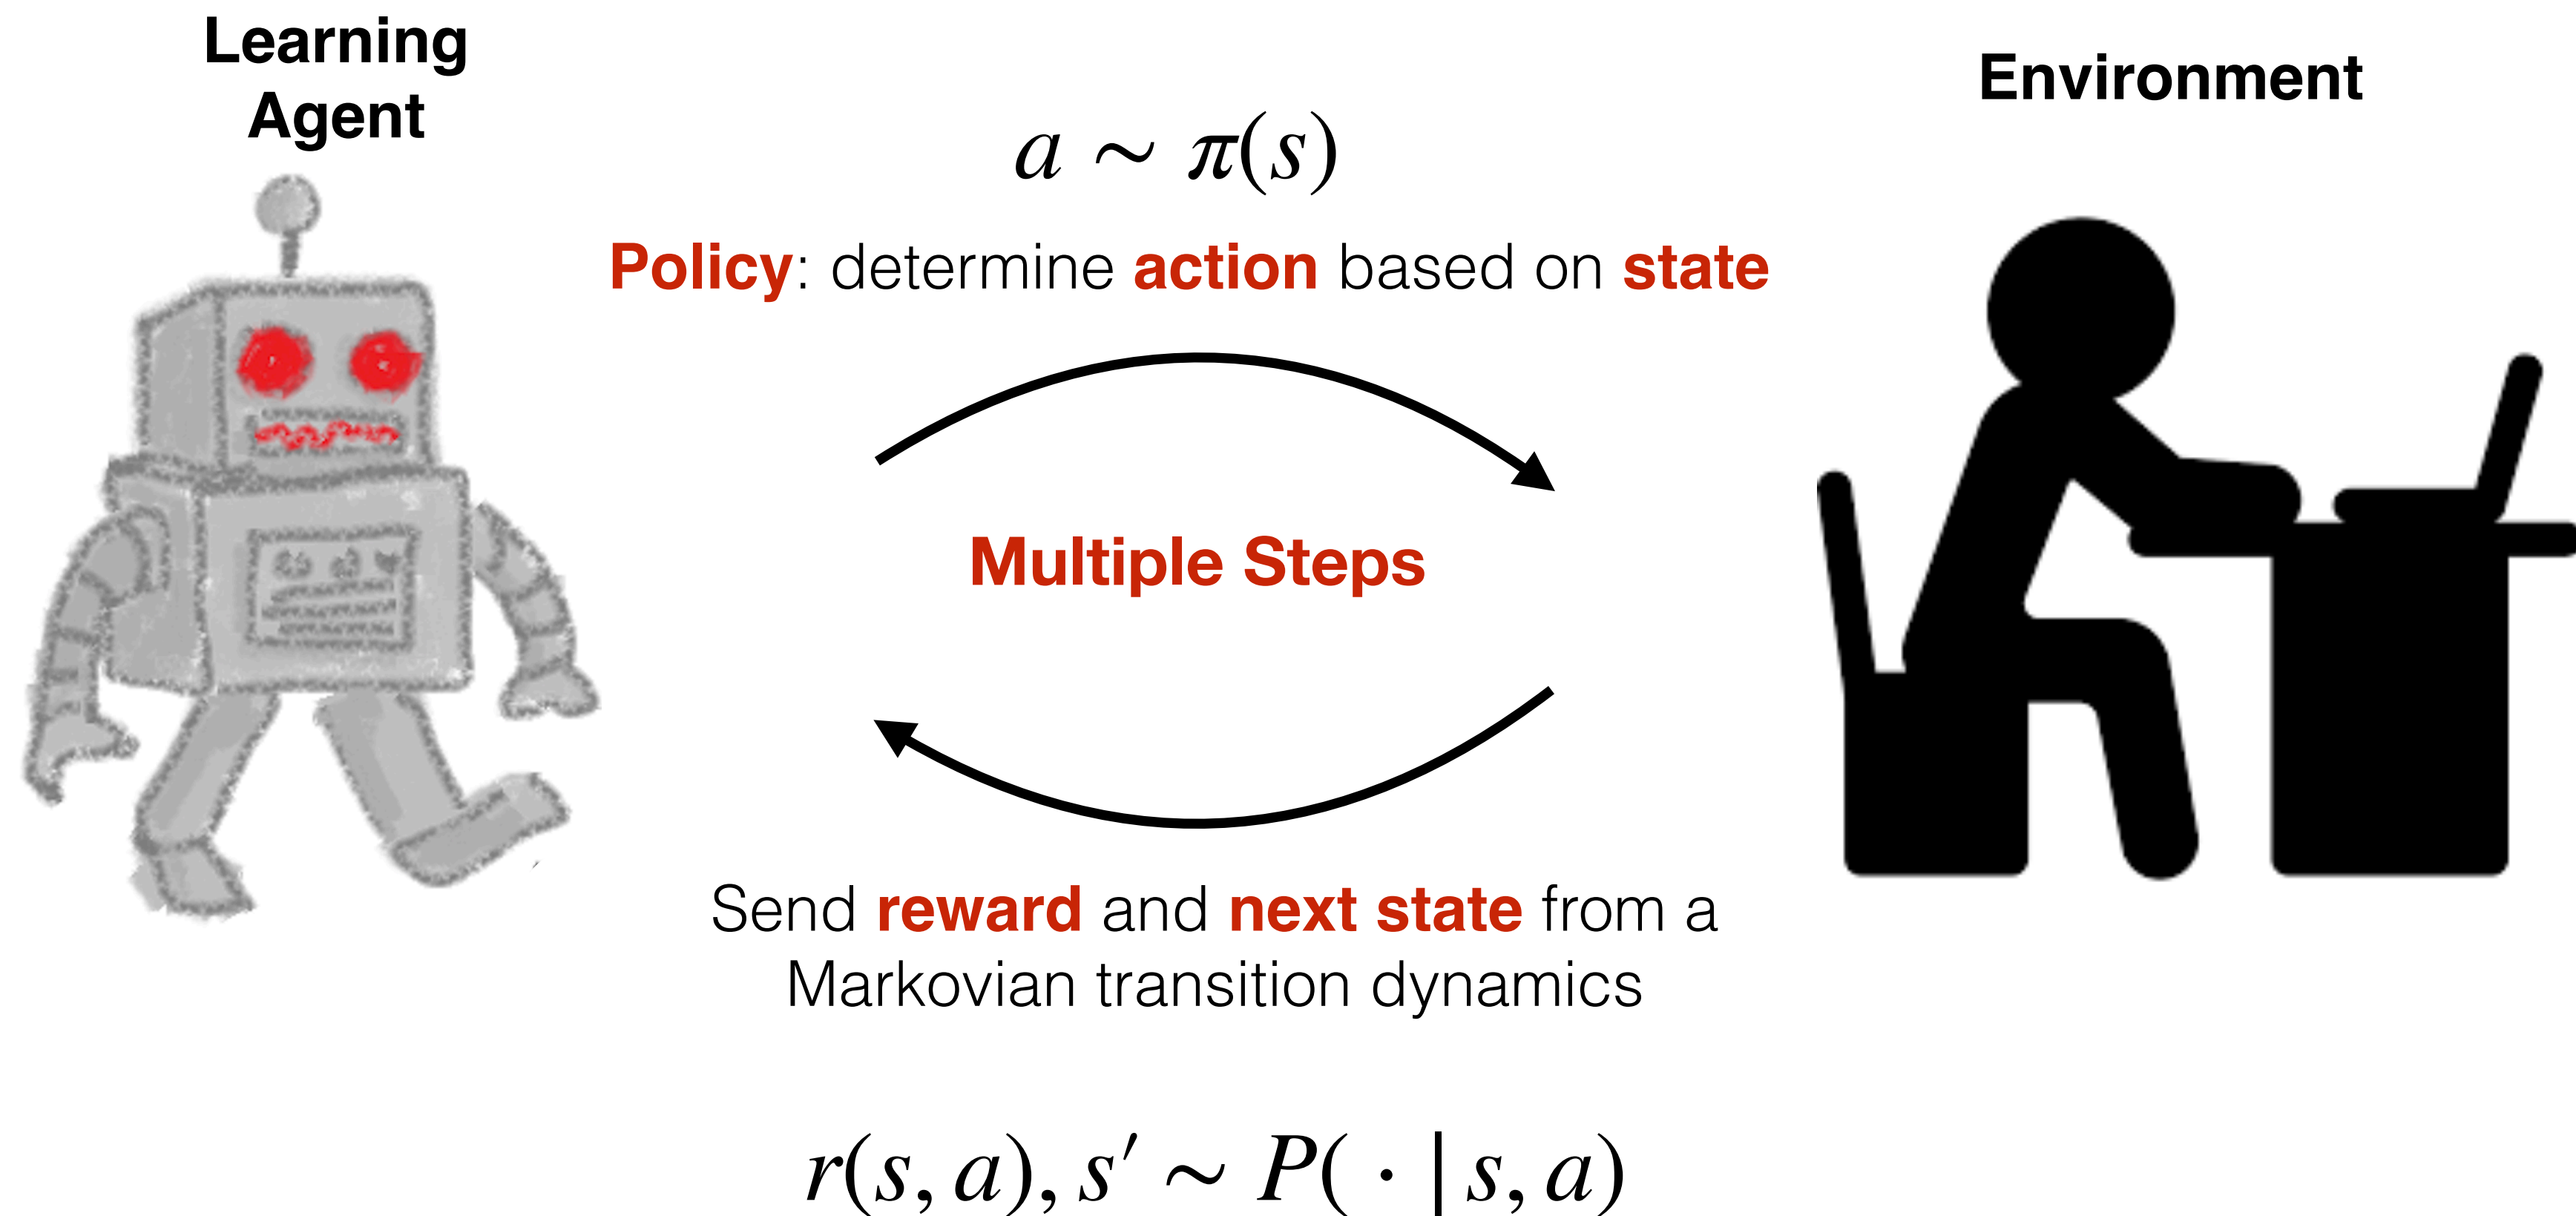 Learning
Agent
Environment
a ∼ π(s)
Policy: determine action based on state
Multiple Steps
Send reward and next state from a
Markovian transition dynamics
r(s, a), s′ ∼ P( · | s, a)